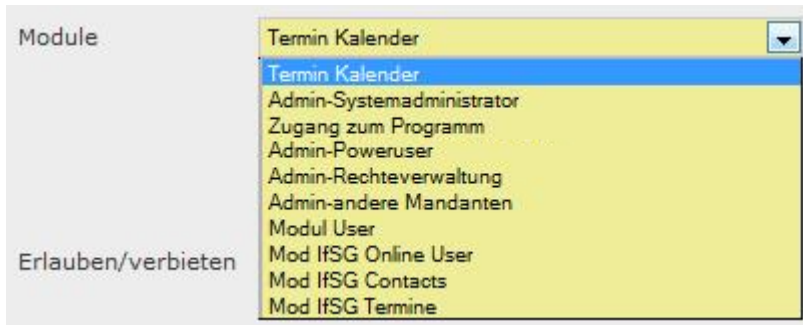 Module
Termin Kalender
Termin Kalender
Admin-Systemadministrator
Zugang zum Programm
Admin-Poweruser
Admin-Rechteverwaltung
Admin-andere Mandanten
Modul User
Erlauben/verbieten
Mod IfSG Online User
Mod IfSG Contacts
Mod IfSG Termine